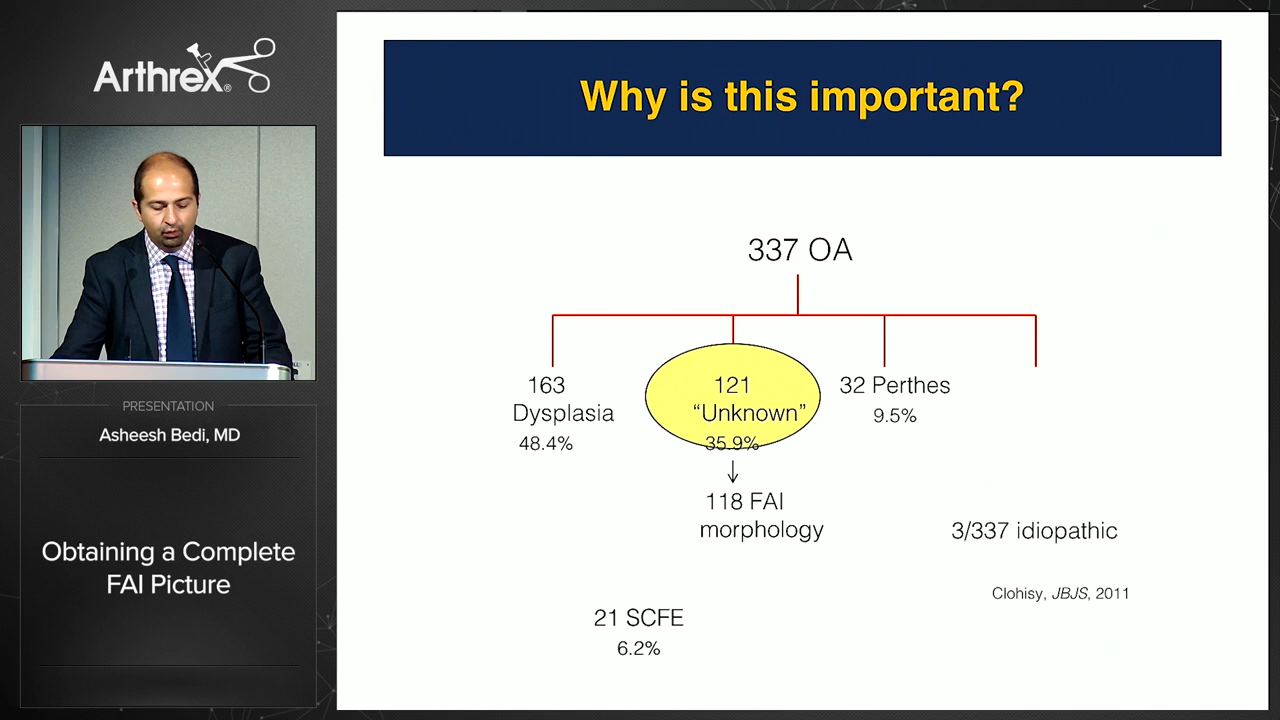 Arthrex®
Why is this important?
337 OA
163
Dysplasia
48.4%
121
“Unknown”
35.9%
32 Perthes
9.5%
118 FAI
morphology
3/337 idiopathic
Clohisy, JBJS, 2011
21 SCFE
6.2%
PRESENTATION
Asheesh Bedi, MD
Obtaining a Complete
FAI Picture